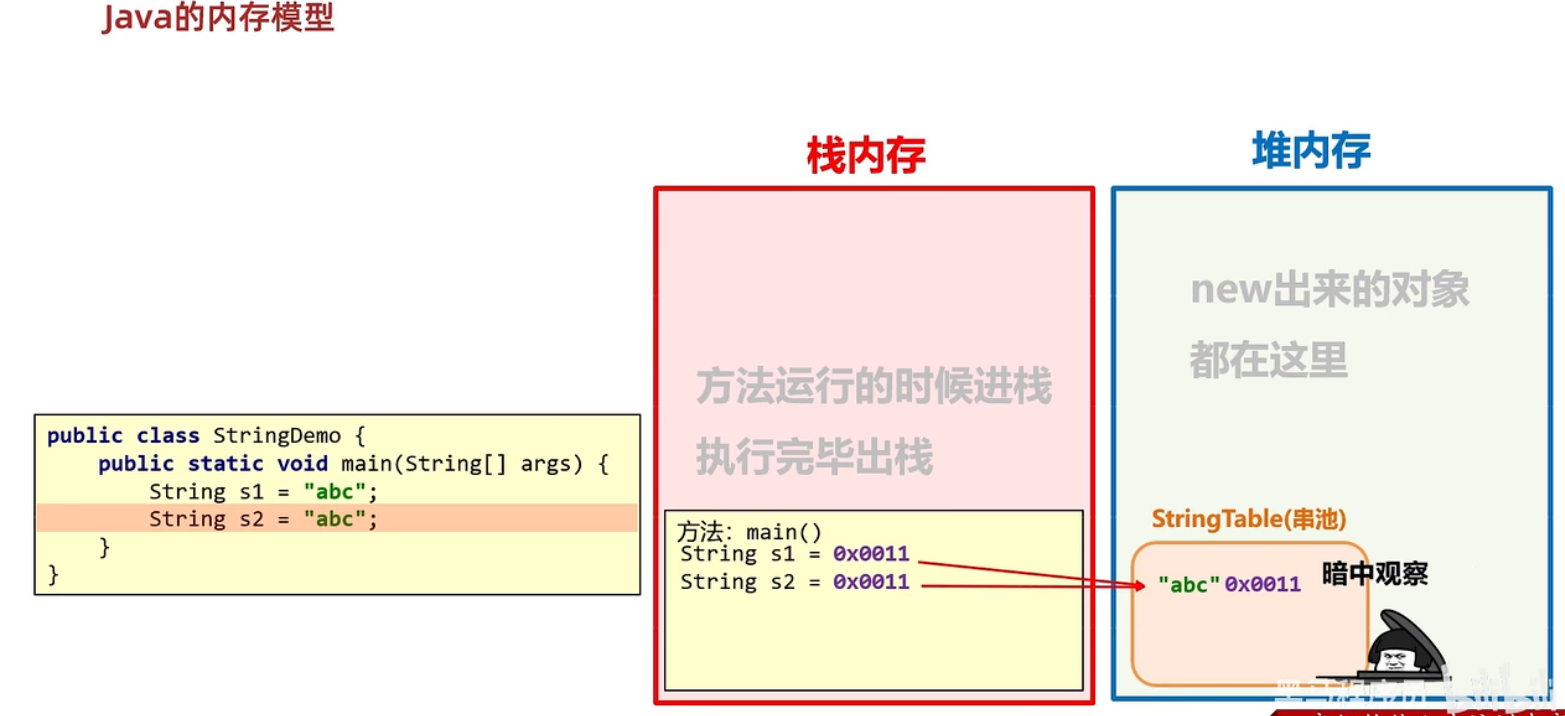 Java的内存模型
栈内存
堆内存
new出来的对象
都在这里
方法运行的时候进栈
执行完毕出栈
public class StringDemo {
public static void main(String[] args) {
String s1 = "abc";
String s2 = "abc";
}
}
方法：main()
String s1 = 0x0011
String s2 = 0x0011
StringTable(串池)
"abc" 0x0011
暗中观察
bilibili